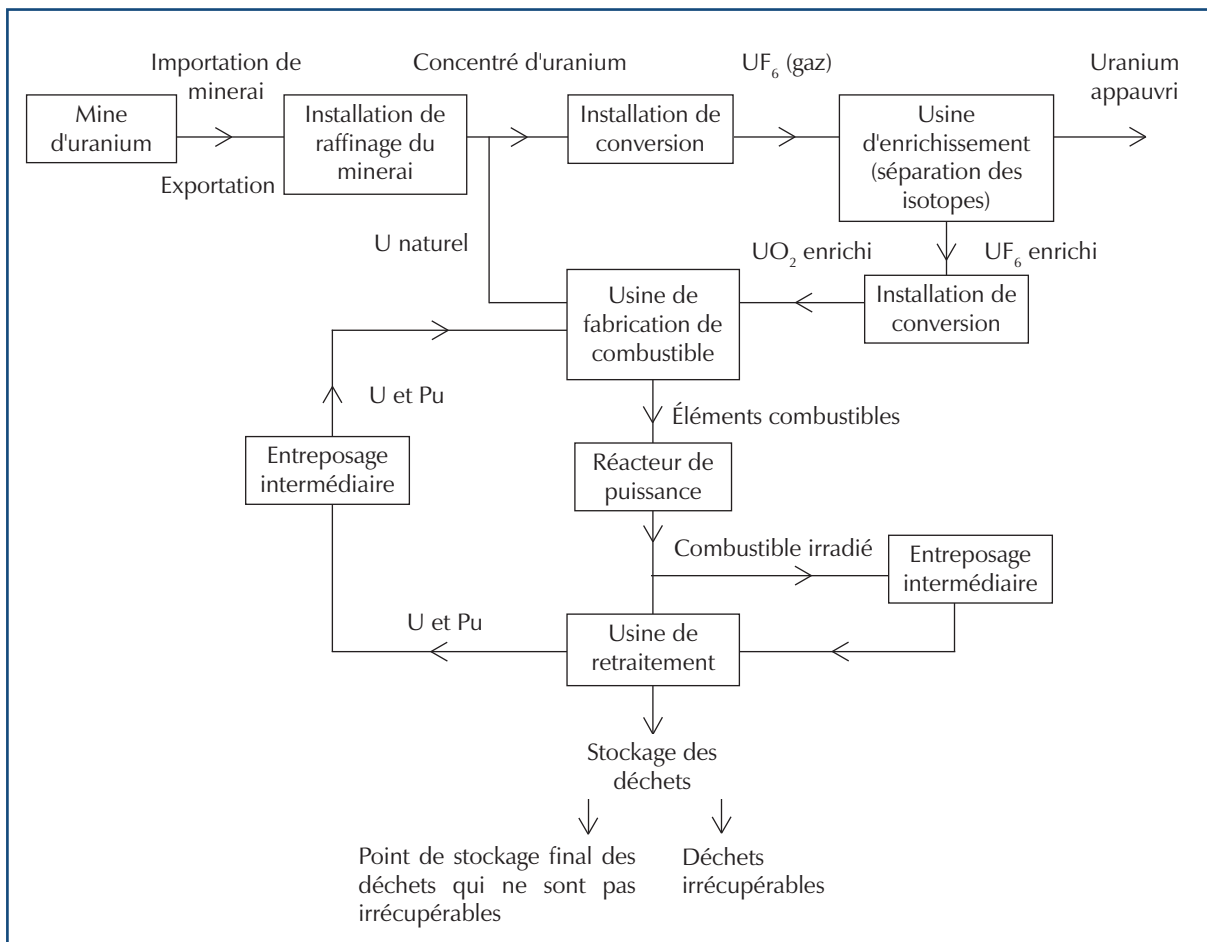 Importation de
minerai
Concentré d'uranium
UF₆ (gaz)
Uranium
appauvri
Mine
d'uranium
Installation de
raffinage du
minerai
Installation de
conversion
Usine
d'enrichissement
(séparation des
isotopes)
Exportation
U naturel
UO₂ enrichi
UF₆ enrichi
Usine de
fabrication de
combustible
Installation de
conversion
U et Pu
Éléments combustibles
Entreposage
intermédiaire
Réacteur de
puissance
Combustible irradié
Entreposage
intermédiaire
U et Pu
Usine de
retraitement
Stockage des
déchets
Point de stockage final des
déchets qui ne sont pas
irrécupérables
Déchets
irrécupérables